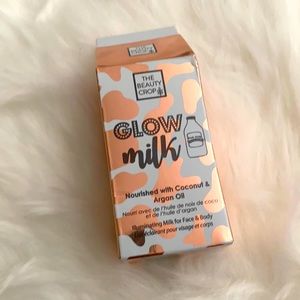 THE
BEAUTY
CROP
GLOW
milk
Nourished with Coconut &
Argan Oil
Nourri avec de l'huile de noix de coco
et de l'huile d'argan
Illuminating Milk for Face & Body
éclairant pour visage et corps